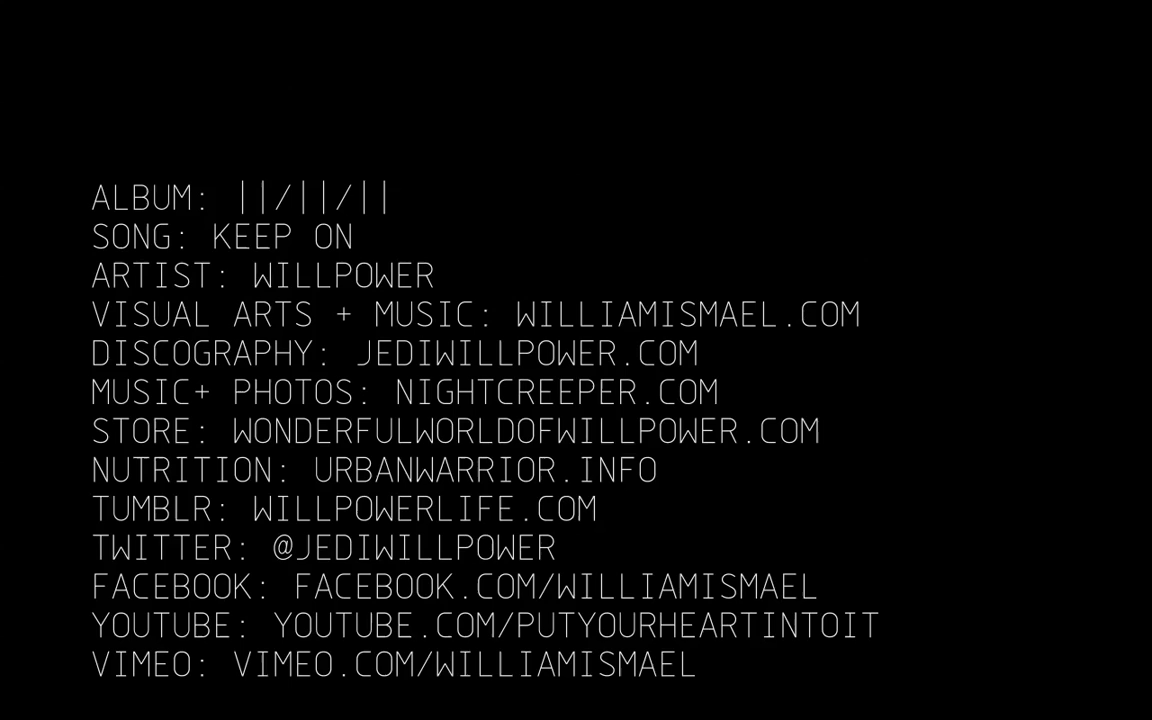 ALBUM: ||/||/||
SONG: KEEP ON
ARTIST: WILLPOWER
VISUAL ARTS + MUSIC: WILLIAMISMAEL.COM
DISCOGRAPHY: JEDIWILLPOWER.COM
MUSIC+ PHOTOS: NIGHTCREEPER.COM
STORE: WONDERFULWORLDOFWILLPOWER.COM
NUTRITION: URBANWARRIOR.INFO
TUMBLR: WILLPOWERLIFE.COM
TWITTER: @JEDIWILLPOWER
FACEBOOK: FACEBOOK.COM/WILLIAMISMAEL
YOUTUBE: YOUTUBE.COM/PUTYOURHEARTINTOIT
VIMEO: VIMEO.COM/WILLIAMISMAEL